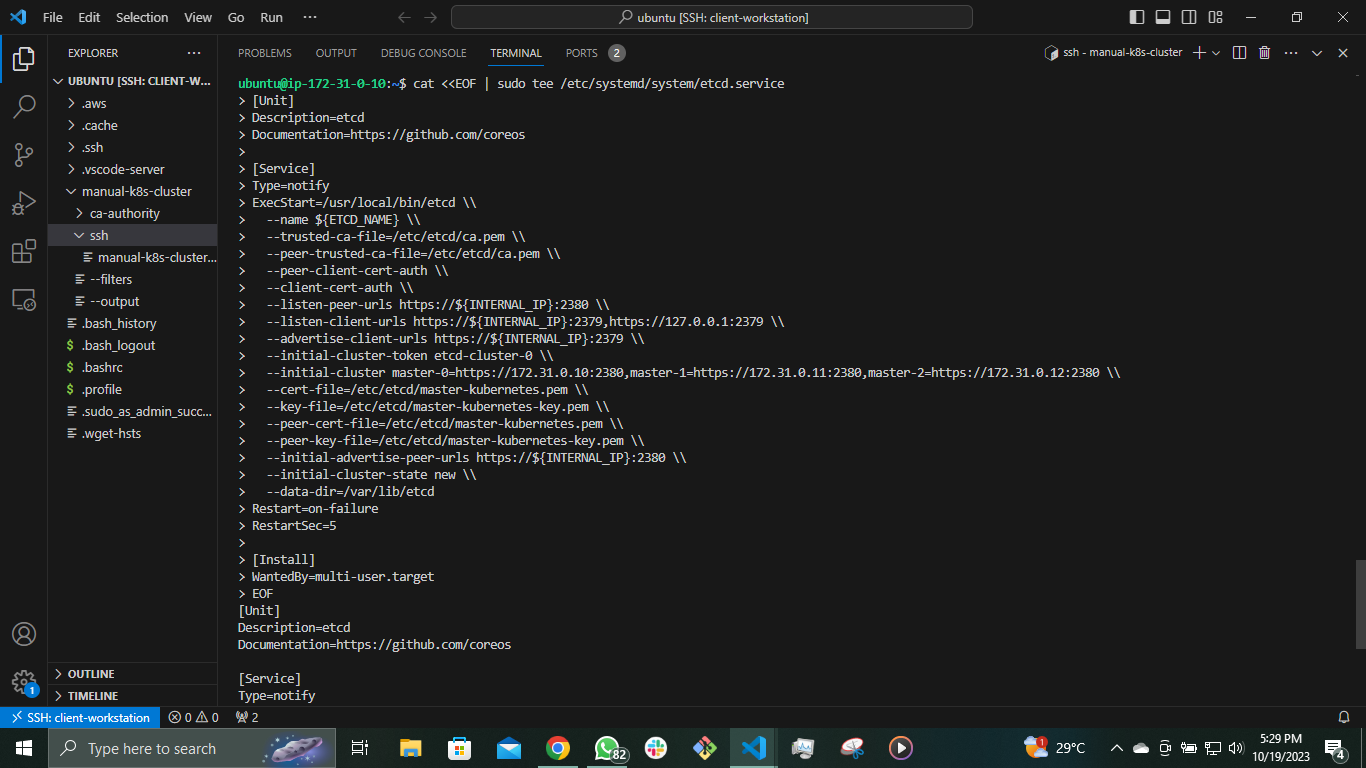 File Edit Selection View Go Run ··· ubuntu [SSH: client-workstation]
EXPLORER ···
UBUNTU [SSH: CLIENT-W...
.aws
.cache
.ssh
.vscode-server
manual-k8s-cluster
ca-authority
ssh
manual-k8s-cluster...
--filters
--output
.bash_history
$ .bash_logout
$ .bashrc
$ .profile
.sudo_as_admin_succ...
.wget-hsts
OUTLINE
TIMELINE
1
PROBLEMS OUTPUT DEBUG CONSOLE TERMINAL PORTS 2 ssh - manual-k8s-cluster
ubuntu@ip-172-31-0-10:~$ cat <<EOF | sudo tee /etc/systemd/system/etcd.service
> [Unit]
> Description=etcd
> Documentation=https://github.com/coreos
>
> [Service]
> Type=notify
> ExecStart=/usr/local/bin/etcd \\
>   --name ${ETCD_NAME} \\
>   --trusted-ca-file=/etc/etcd/ca.pem \\
>   --peer-trusted-ca-file=/etc/etcd/ca.pem \\
>   --peer-client-cert-auth \\
>   --client-cert-auth \\
>   --listen-peer-urls https://${INTERNAL_IP}:2380 \\
>   --listen-client-urls https://${INTERNAL_IP}:2379,https://127.0.0.1:2379 \\
>   --advertise-client-urls https://${INTERNAL_IP}:2379 \\
>   --initial-cluster-token etcd-cluster-0 \\
>   --initial-cluster master-0=https://172.31.0.10:2380,master-1=https://172.31.0.11:2380,master-2=https://172.31.0.12:2380 \\
>   --cert-file=/etc/etcd/master-kubernetes.pem \\
>   --key-file=/etc/etcd/master-kubernetes-key.pem \\
>   --peer-cert-file=/etc/etcd/master-kubernetes.pem \\
>   --peer-key-file=/etc/etcd/master-kubernetes-key.pem \\
>   --initial-advertise-peer-urls https://${INTERNAL_IP}:2380 \\
>   --initial-cluster-state new \\
>   --data-dir=/var/lib/etcd
> Restart=on-failure
> RestartSec=5
>
> [Install]
> WantedBy=multi-user.target
> EOF
[Unit]
Description=etcd
Documentation=https://github.com/coreos
[Service]
Type=notify
SSH: client-workstation 0 0 2
Type here to search 82 1 29°C 5:29 PM
10/19/2023 4